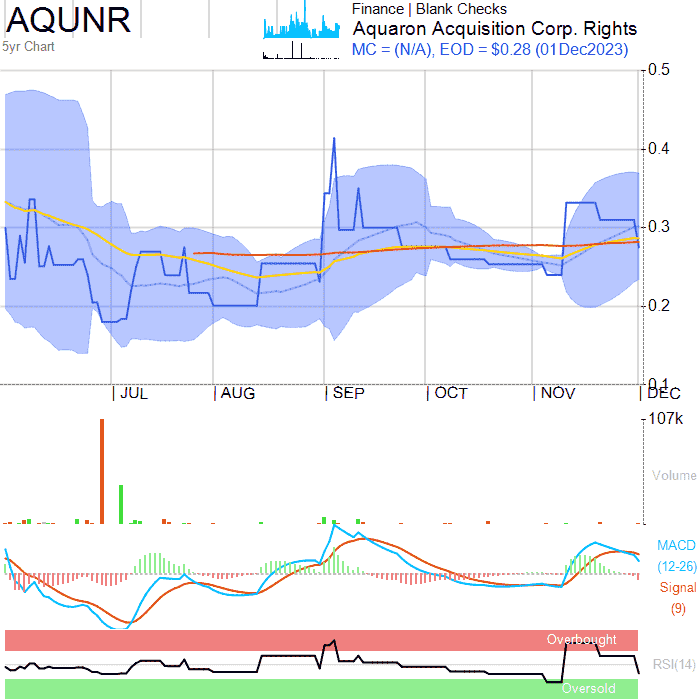 AQUNR
5yr Chart
Finance | Blank Checks
Aquaron Acquisition Corp. Rights
MC = (N/A), EOD = $0.28 (01Dec2023)
0.5
0.4
0.3
0.2
0.1
JUL
AUG
SEP
OCT
NOV
DEC
107k
Volume
MACD
(12-26)
Signal
(9)
Overbought
RSI(14)
Oversold